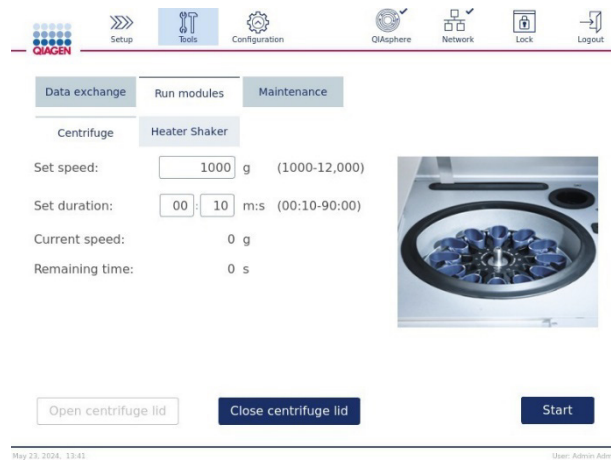 QIAGEN
Setup
Tools
Configuration
QIAsphere
Network
Lock
Logout
Data exchange
Run modules
Maintenance
Centrifuge
Heater Shaker
Set speed: 1000 g (1000-12,000)
Set duration: 00 : 10 m:s (00:10-90:00)
Current speed: 0 g
Remaining time: 0 s
Open centrifuge lid
Close centrifuge lid
Start
May 23, 2024, 13:41
User: Admin Adm